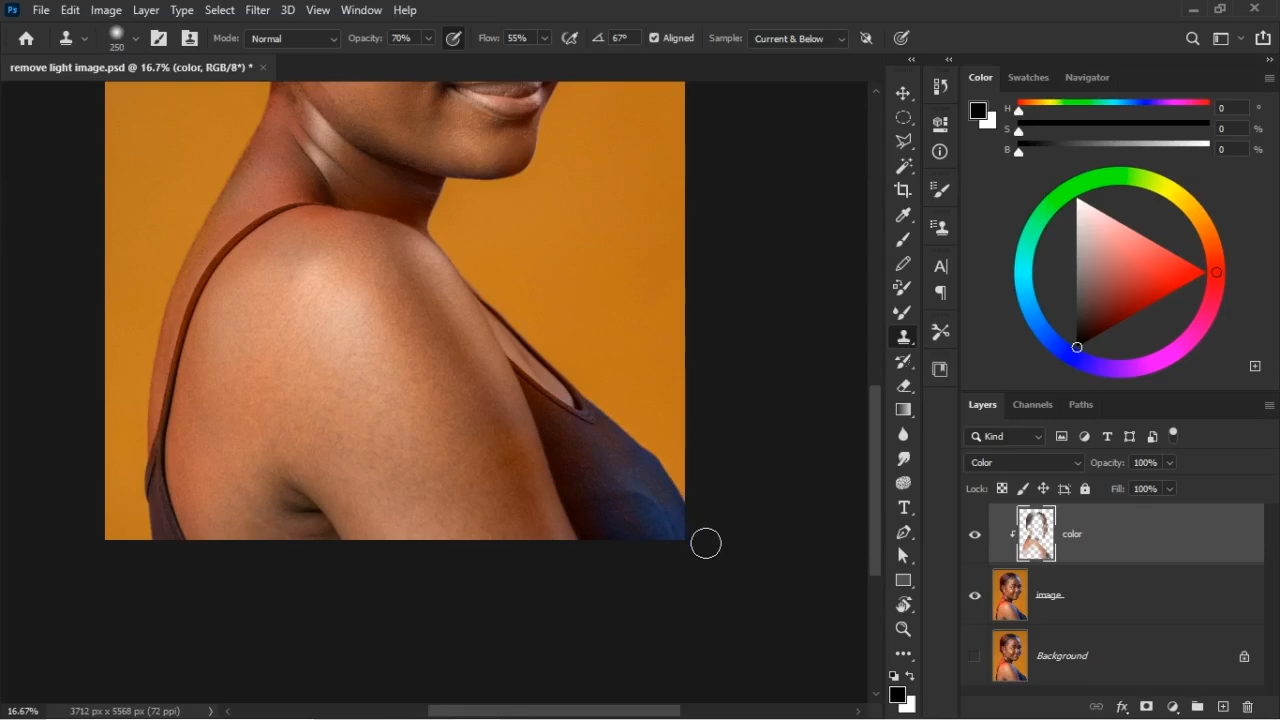 Ps File Edit Image Layer Type Select Filter 3D View Window Help
250 Mode: Normal Opacity: 70% Flow: 55% 67° Aligned Sample: Current & Below
remove light image.psd @ 16.7% (color, RGB/8*) * ×
Color Swatches Navigator
H 0 °
S 0 %
B 0 %
Layers Channels Paths
Kind
Color Opacity: 100%
Lock: Fill: 100%
color
image
Background
fx
16.67% 3712 px x 5568 px (72 ppi)